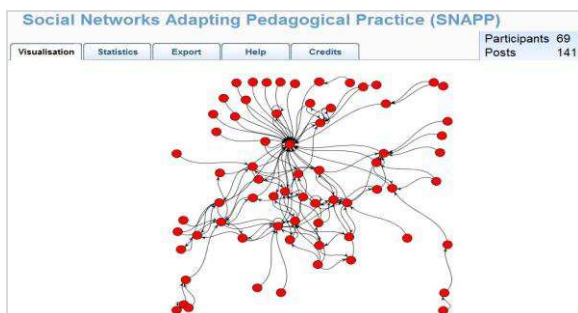 Social Networks Adapting Pedagogical Practice (SNAPP)
Participants 69
Posts 141
Visualisation Statistics Export Help Credits